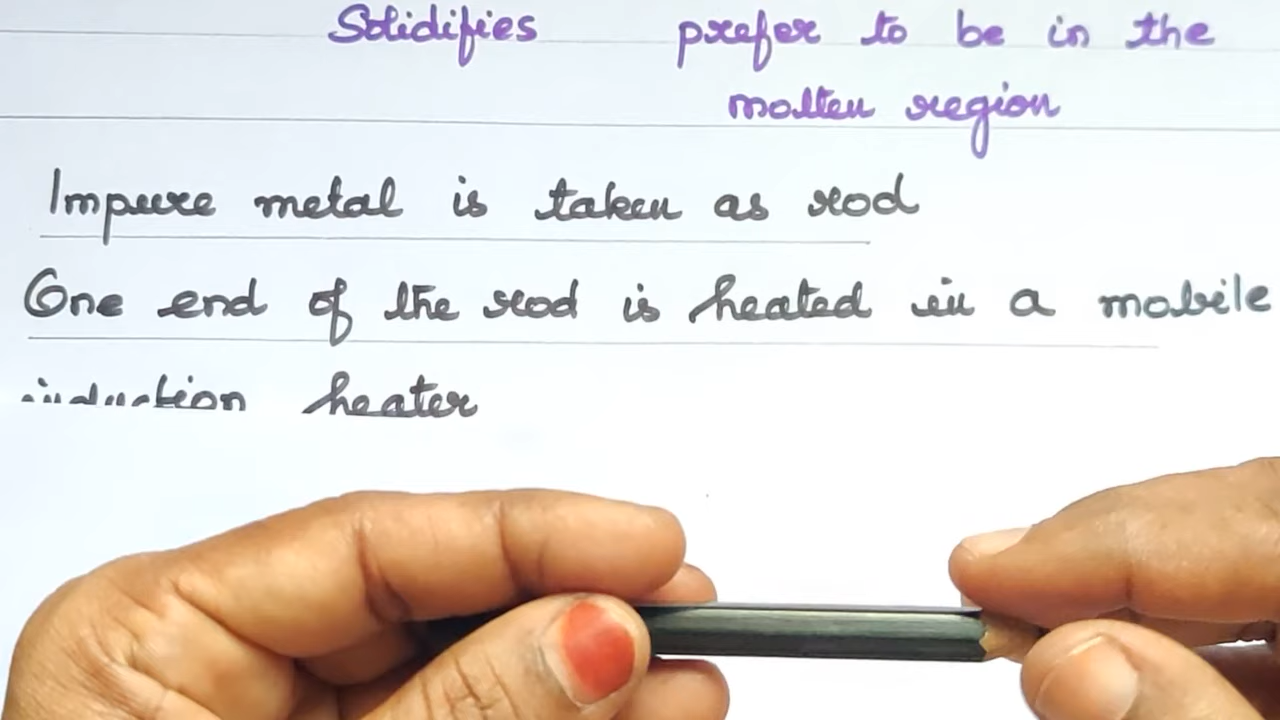 Solidifies prefer to be in the
molten region
Impure metal is taken as rod
One end of the rod is heated in a mobile
induction heater